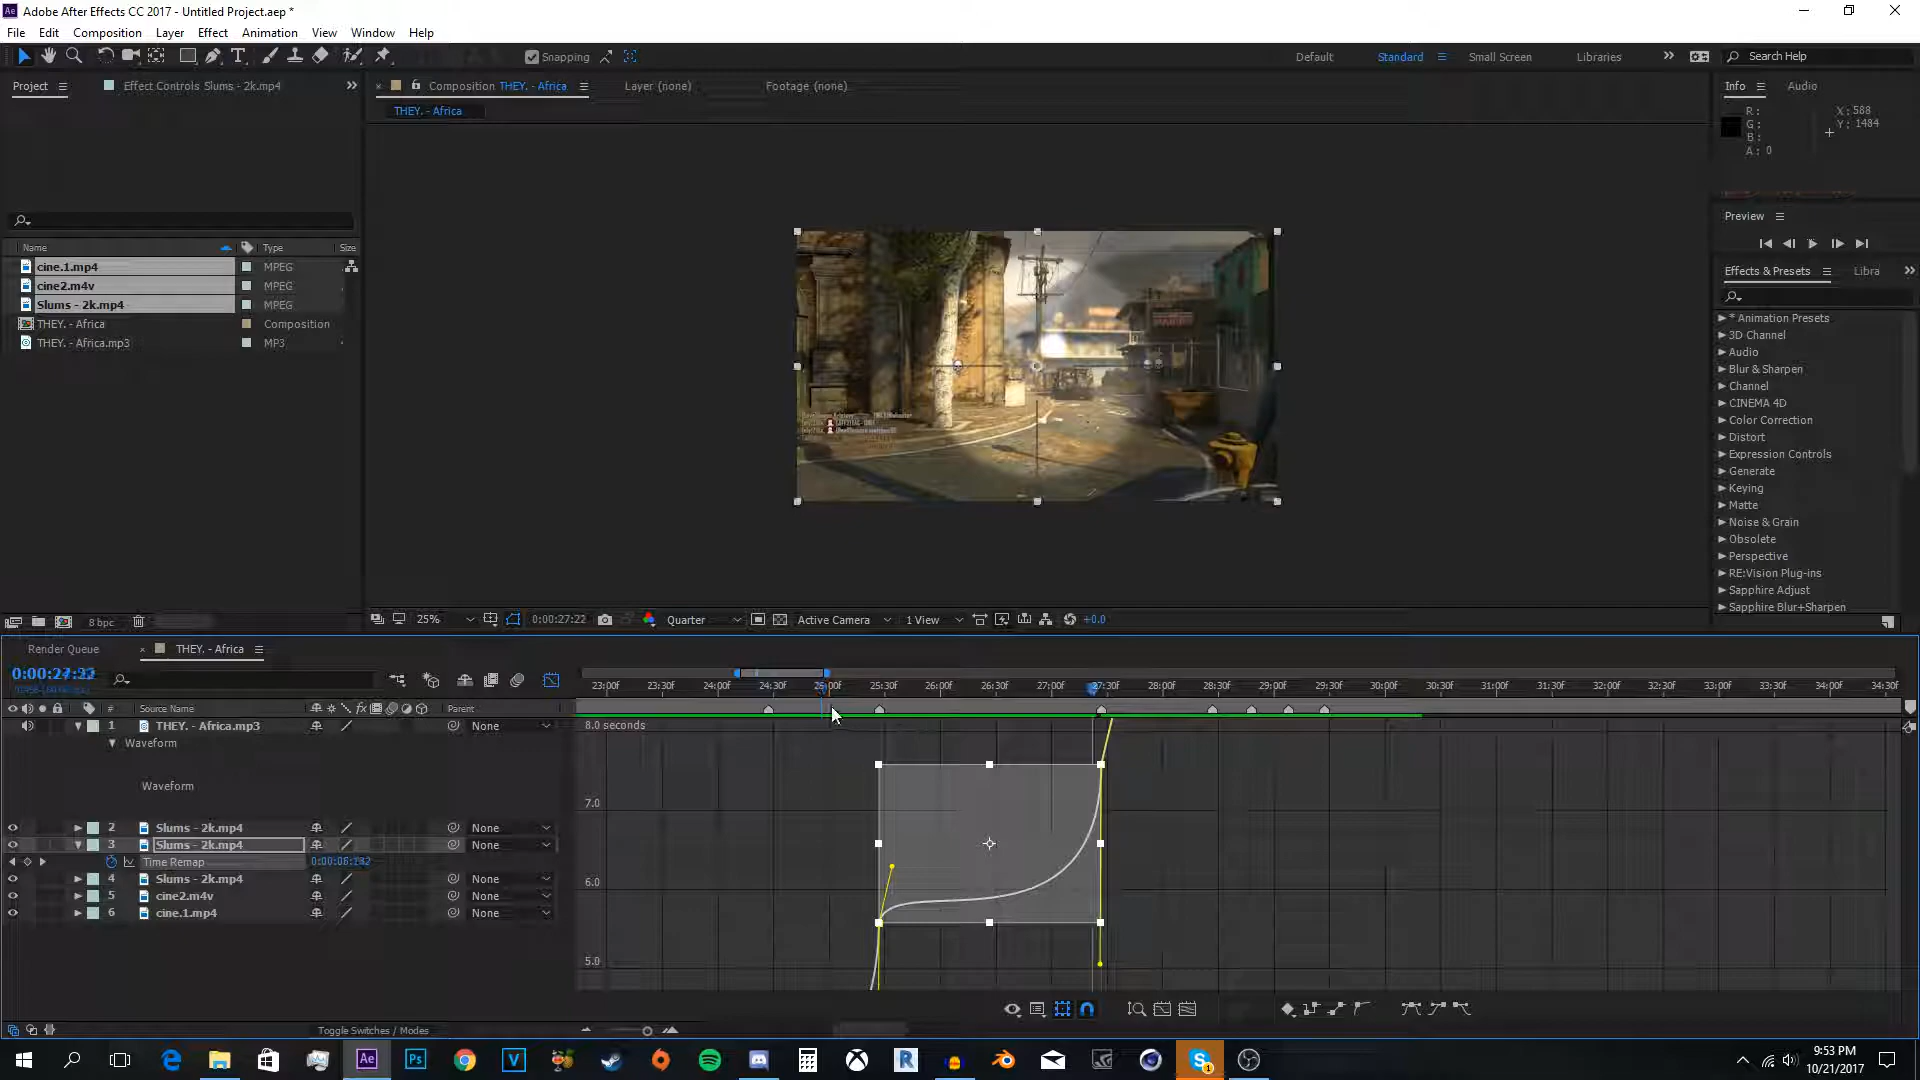 Adobe After Effects CC 2017 - Untitled Project.aep *
File Edit Composition Layer Effect Animation View Window Help
Snapping
Default Standard Small Screen Libraries
Search Help
Project Effect Controls Slums - 2k.mp4
Composition THEY. - Africa
Layer (none)
Footage (none)
THEY. - Africa
Info Audio
R:
G:
B:
A: 0
X: 588
Y: 1484
Preview
Effects & Presets Libra
* Animation Presets
3D Channel
Audio
Blur & Sharpen
Channel
CINEMA 4D
Color Correction
Distort
Expression Controls
Generate
Keying
Matte
Noise & Grain
Obsolete
Perspective
RE:Vision Plug-ins
Sapphire Adjust
Sapphire Blur+Sharpen
Name Type Size
cine.1.mp4 MPEG
cine2.m4v MPEG
Slums - 2k.mp4 MPEG
THEY. - Africa Composition
THEY. - Africa.mp3 MP3
8 bpc
25% 0:00:27:22 Quarter Active Camera 1 View +0.0
Render Queue THEY. - Africa
23:00f 23:30f 24:00f 24:30f 25:00f 25:30f 26:00f 26:30f 27:00f 27:30f 28:00f 28:30f 29:00f 29:30f 30:00f 30:30f 31:00f 31:30f 32:00f 32:30f 33:00f 33:30f 34:00f 34:30f
# Source Name Parent
1 THEY. - Africa.mp3 None
Waveform
Waveform
2 Slums - 2k.mp4 None
3 Slums - 2k.mp4 None
Time Remap
4 Slums - 2k.mp4 None
5 cine2.m4v None
6 cine.1.mp4 None
8.0 seconds
7.0
6.0
5.0
Toggle Switches / Modes
9:53 PM
10/21/2017